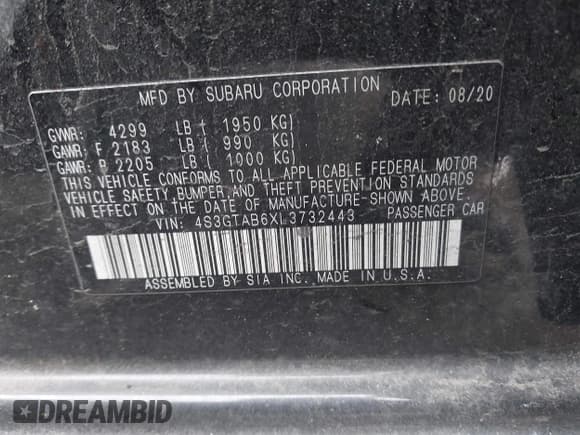 MFD BY SUBARU CORPORATION
DATE: 08/20
GVWR: 4299 LB ( 1950 KG)
GAWR: F 2183 LB ( 990 KG)
GAWR: R 2205 LB ( 1000 KG)
THIS VEHICLE CONFORMS TO ALL APPLICABLE FEDERAL MOTOR
VEHICLE SAFETY, BUMPER AND THEFT PREVENTION STANDARDS
IN EFFECT ON THE DATE OF MANUFACTURE SHOWN ABOVE.
VIN: 4S3GTAB6XL3732443 PASSENGER CAR
ASSEMBLED BY SIA INC. MADE IN U.S.A.
DREAMBID